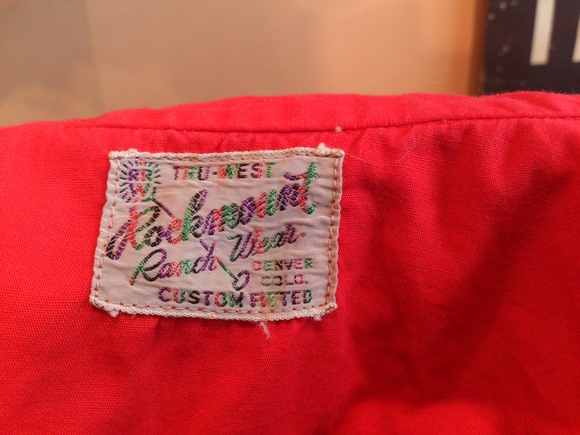 TRU-WEST
Rockmount
Ranch Wear
DENVER
COLO.
CUSTOM FITTED